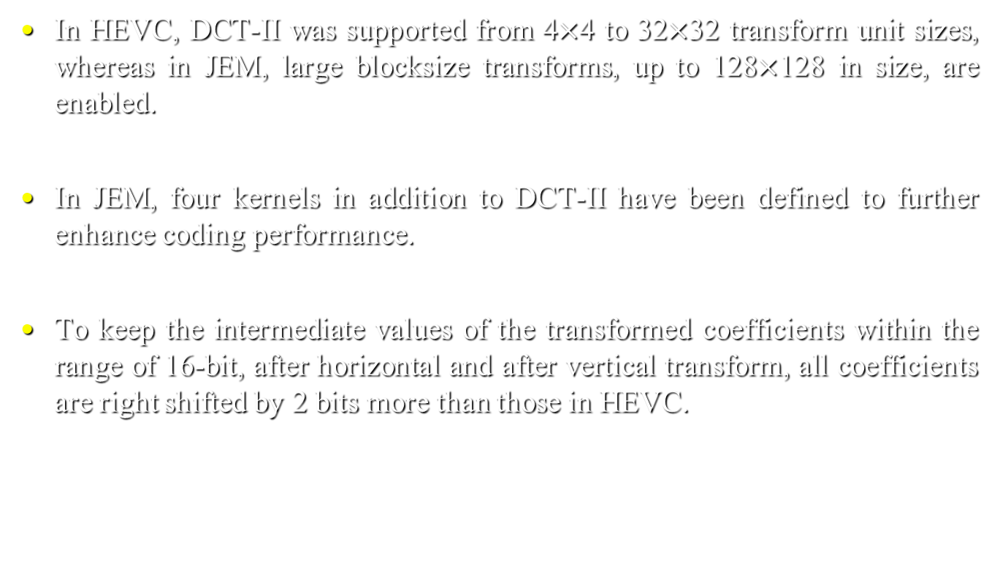 • In HEVC, DCT-II was supported from 4×4 to 32×32 transform unit sizes,
whereas in JEM, large blocksize transforms, up to 128×128 in size, are
enabled.
• In JEM, four kernels in addition to DCT-II have been defined to further
enhance coding performance.
• To keep the intermediate values of the transformed coefficients within the
range of 16-bit, after horizontal and after vertical transform, all coefficients
are right shifted by 2 bits more than those in HEVC.